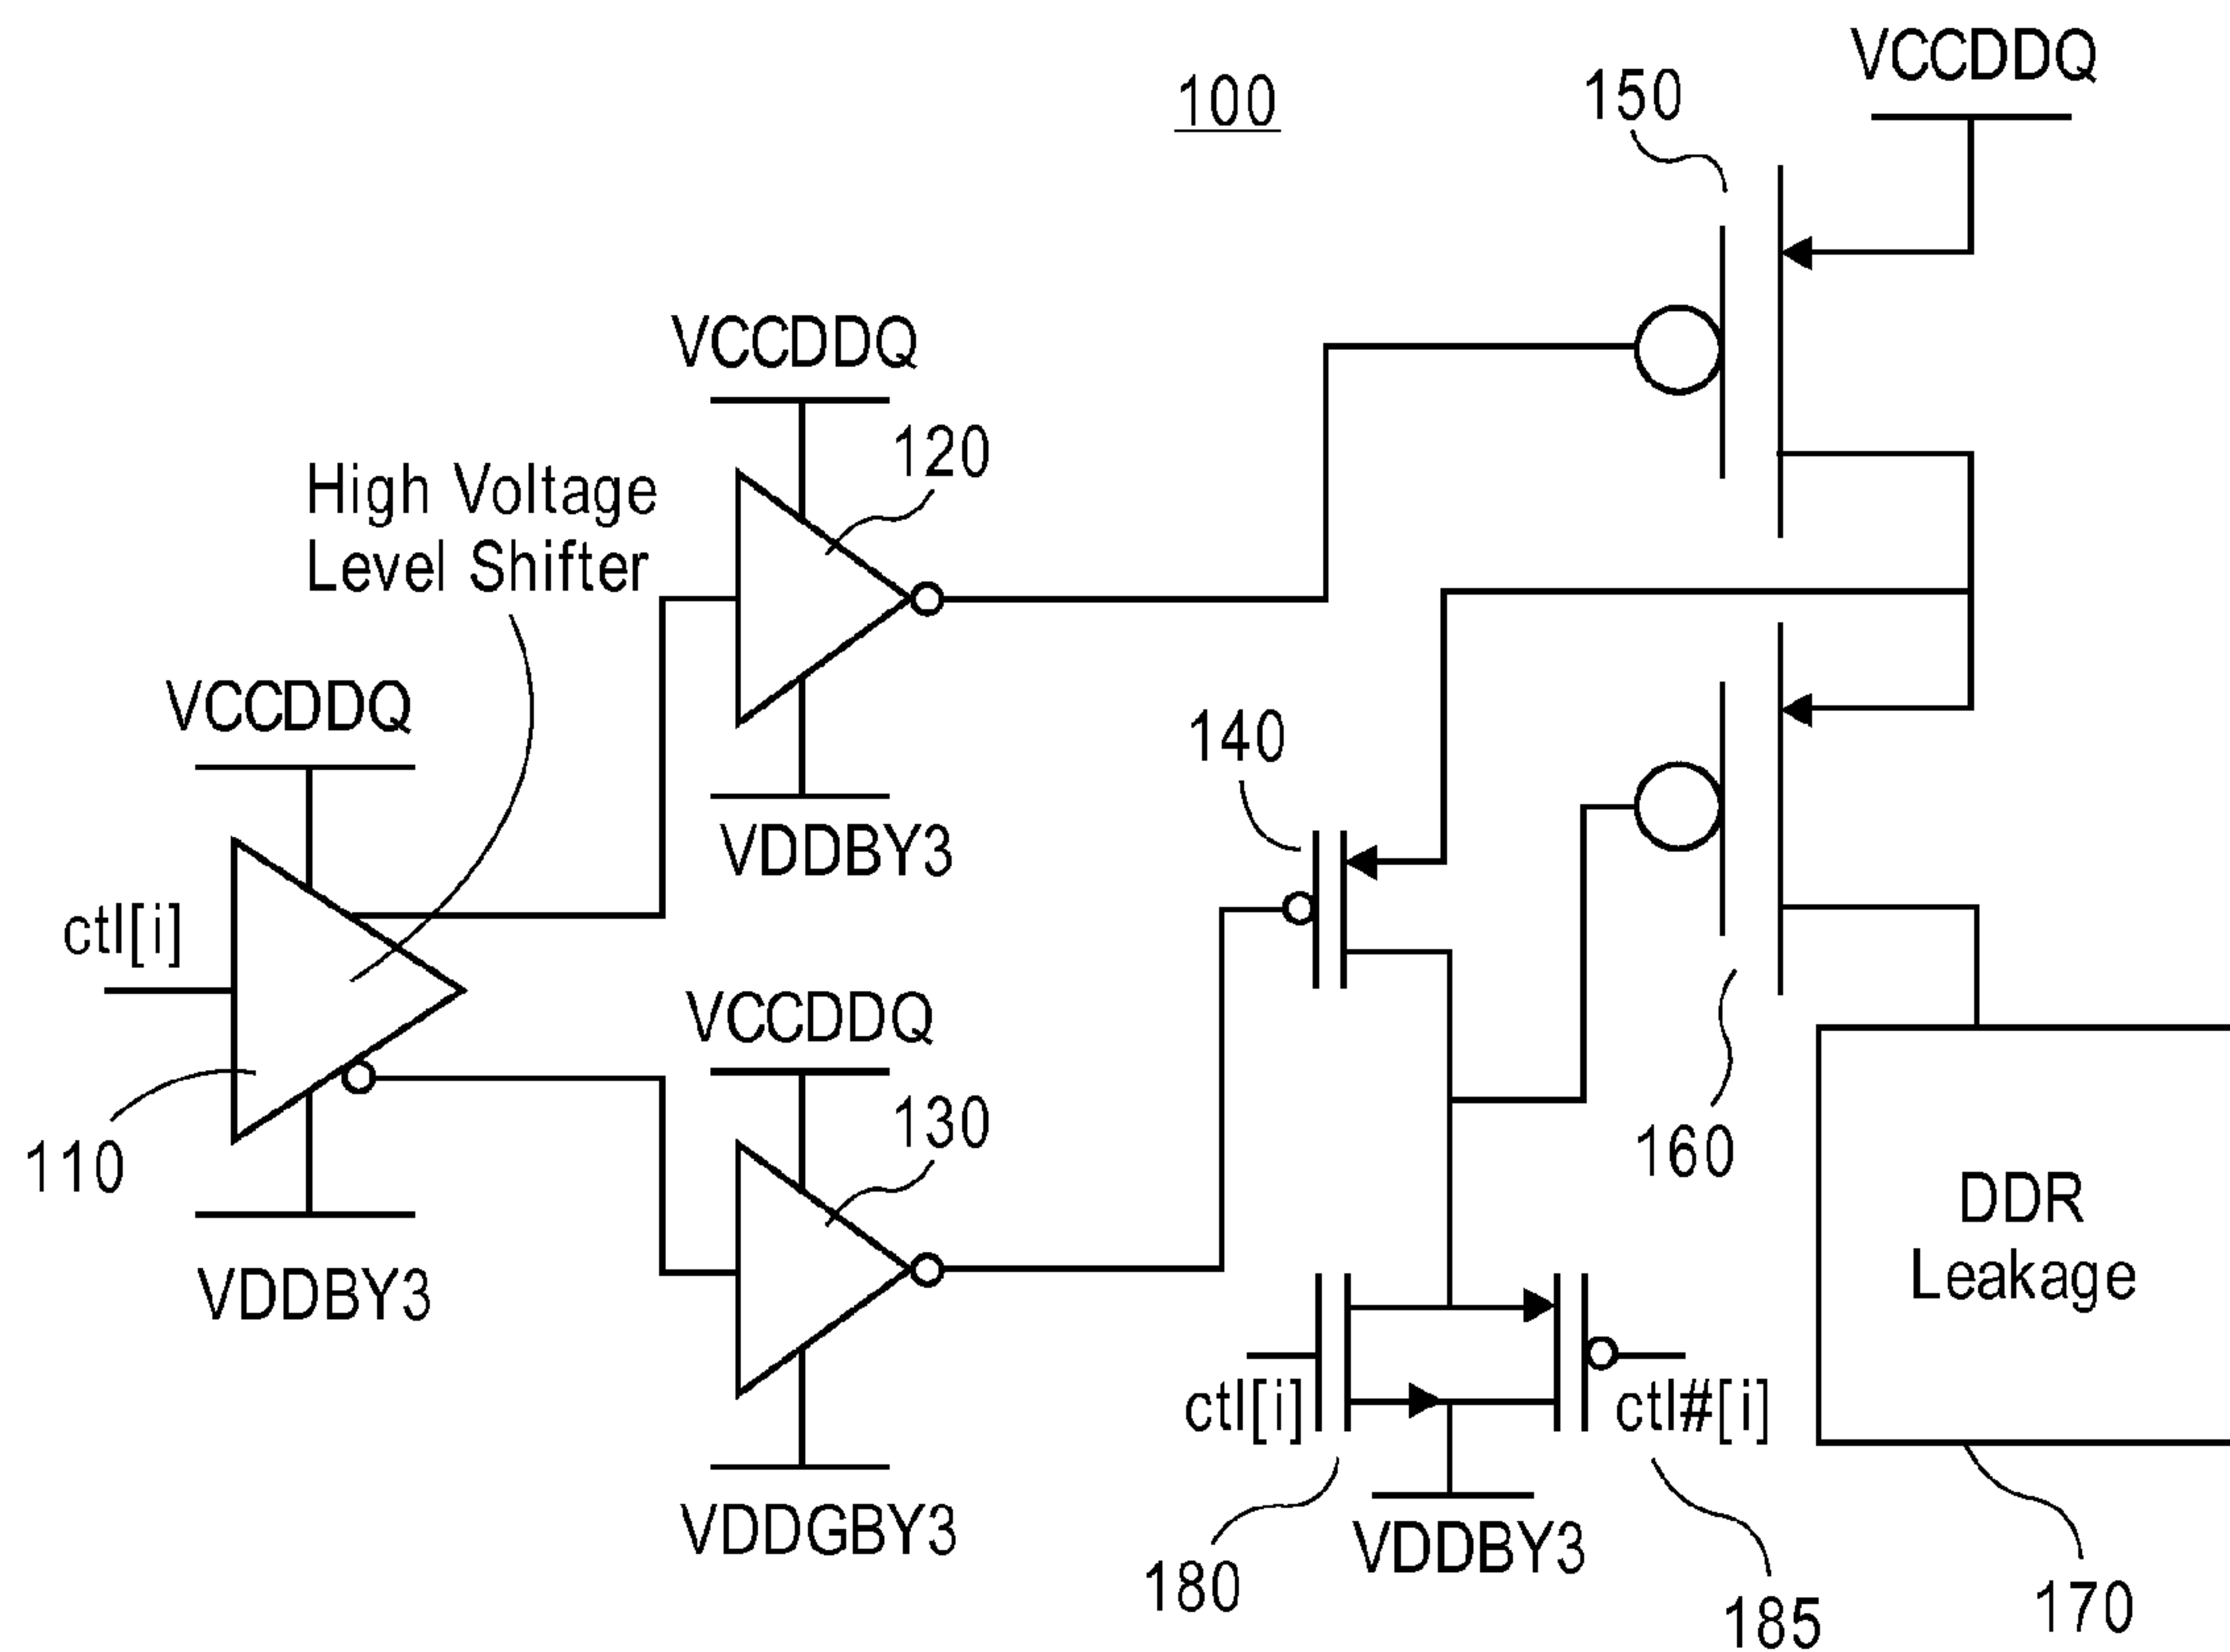 100
150
VCCDDQ
VCCDDQ
120
High Voltage
Level Shifter
VCCDDQ
140
VDDBY3
ctl[i]
VCCDDQ
130
110
160
DDR
Leakage
VDDBY3
ctl[i]
ctl#[i]
VDDGBY3
180
VDDBY3
185
170